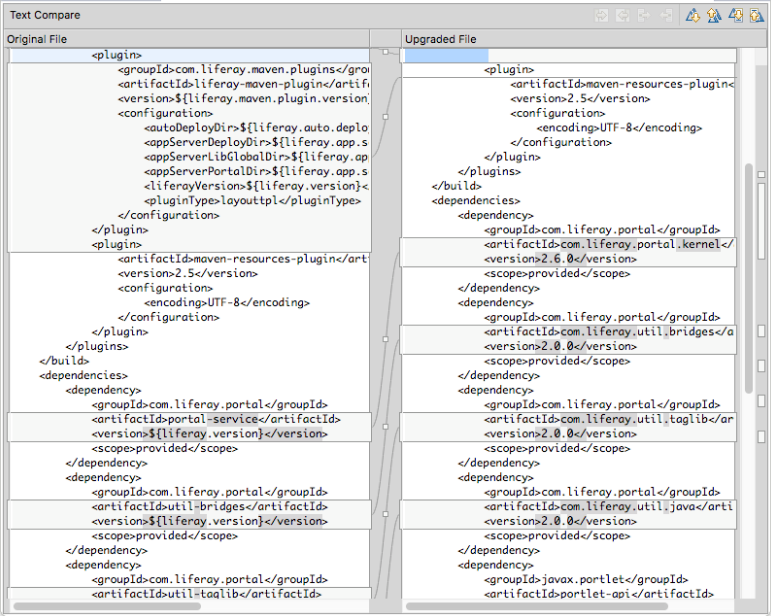 Text Compare
Original File
<plugin>
<groupId>com.liferay.maven.plugins</grou
<artifactId>liferay-maven-plugin</artif
<version>${liferay.maven.plugin.version}
<configuration>
<autoDeployDir>${liferay.auto.deplo
<appServerDeployDir>${liferay.app.s
<appServerLibGlobalDir>${liferay.ap
<appServerPortalDir>${liferay.app.s
<liferayVersion>${liferay.version}<
<pluginType>layouttpl</pluginType>
</configuration>
</plugin>
<plugin>
<artifactId>maven-resources-plugin</art
<version>2.5</version>
<configuration>
<encoding>UTF-8</encoding>
</configuration>
</plugin>
</plugins>
</build>
<dependencies>
<dependency>
<groupId>com.liferay.portal</groupId>
<artifactId>portal-service</artifactId>
<version>${liferay.version}</version>
<scope>provided</scope>
</dependency>
<dependency>
<groupId>com.liferay.portal</groupId>
<artifactId>util-bridges</artifactId>
<version>${liferay.version}</version>
<scope>provided</scope>
</dependency>
<dependency>
<groupId>com.liferay.portal</groupId>
<artifactId>util-taglib</artifactId>
Upgraded File
<plugin>
<artifactId>maven-resources-plugin<
<version>2.5</version>
<configuration>
<encoding>UTF-8</encoding>
</configuration>
</plugin>
</plugins>
</build>
<dependencies>
<dependency>
<groupId>com.liferay.portal</groupId>
<artifactId>com.liferay.portal.kernel</
<version>2.6.0</version>
<scope>provided</scope>
</dependency>
<dependency>
<groupId>com.liferay.portal</groupId>
<artifactId>com.liferay.util.bridges</a
<version>2.0.0</version>
<scope>provided</scope>
</dependency>
<dependency>
<groupId>com.liferay.portal</groupId>
<artifactId>com.liferay.util.taglib</ar
<version>2.0.0</version>
<scope>provided</scope>
</dependency>
<dependency>
<groupId>com.liferay.portal</groupId>
<artifactId>com.liferay.util.java</arti
<version>2.0.0</version>
<scope>provided</scope>
</dependency>
<dependency>
<groupId>javax.portlet</groupId>
<artifactId>portlet-api</artifactId>